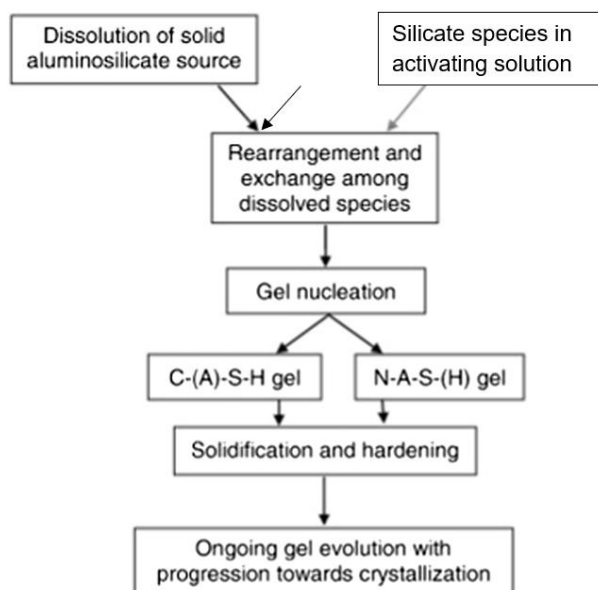 Dissolution of solid
aluminosilicate source
Silicate species in
activating solution
Rearrangement and
exchange among
dissolved species
Gel nucleation
C-(A)-S-H gel
N-A-S-(H) gel
Solidification and hardening
Ongoing gel evolution with
progression towards crystallization